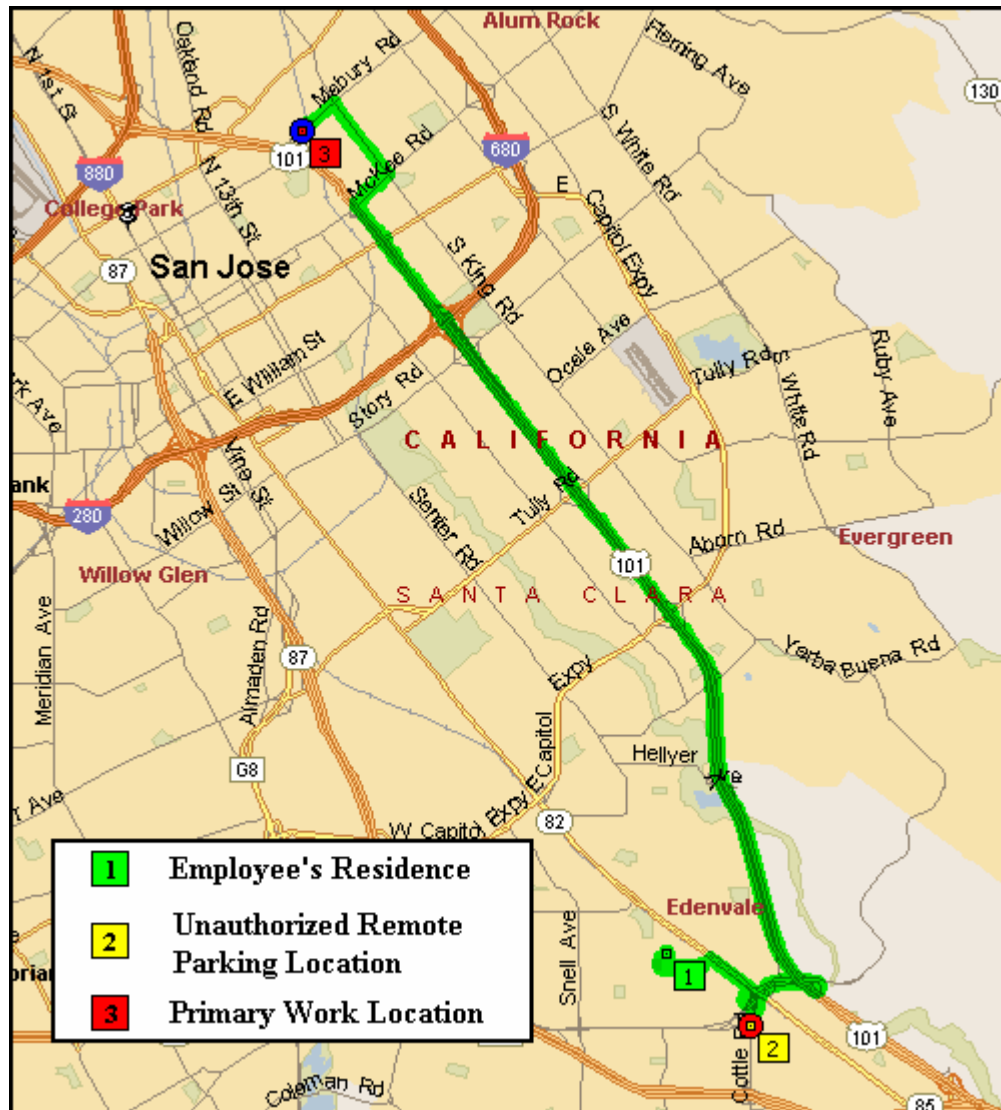 Alum Rock
Fleming Ave
130
Oakland Rd
Mabury Rd
N 1st St
S White Rd
3
101
McKee Rd
680
880
N 13th St
E Capitol Expy
College Park
San Jose
87
S King Rd
Ocala Ave
Tully Rd
Ruby Ave
E William St
Story Rd
S White Rd
CALIFORNIA
Vine St
280
Willow St
Senter Rd
Tully Rd
Aborn Rd
Evergreen
101
Willow Glen
SANTA CLARA
Meridian Ave
Almaden Rd
87
Expy
Yerba Buena Rd
E Capitol
Hellyer Ave
G8
W Capitol Expy
82
1 Employee's Residence
2 Unauthorized Remote
Parking Location
3 Primary Work Location
Edenvale
Snell Ave
1
2
101
Cottle Rd
85
Coleman Rd